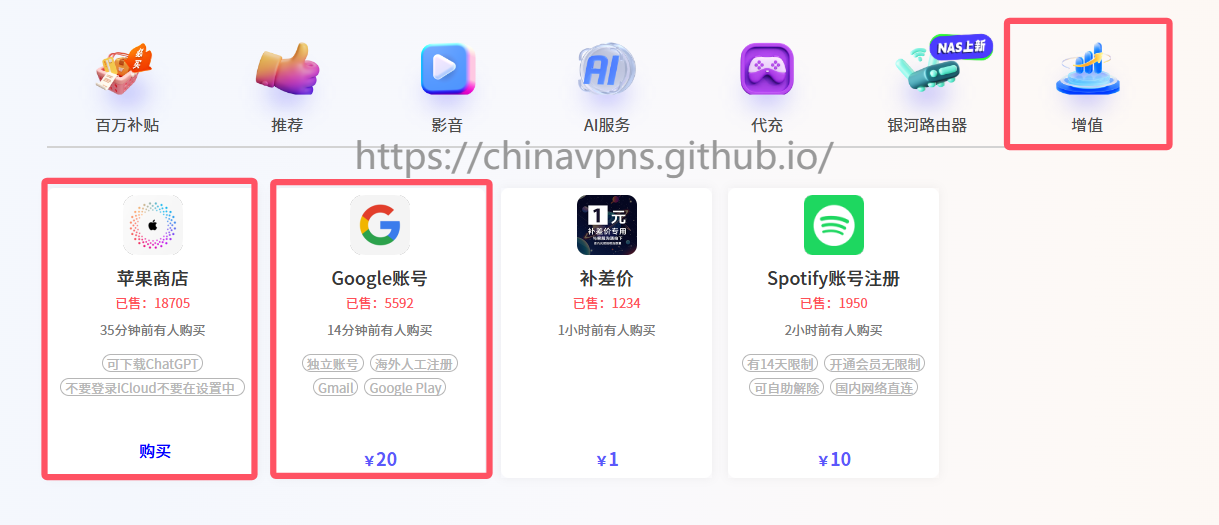 必买
AI
NAS上新
百万补贴
推荐
影音
AI服务
代充
银河路由器
增值
https://chinavpns.github.io/
1元
补差价专用
苹果商店
Google账号
补差价
Spotify账号注册
已售：18705
已售：5592
已售：1234
已售：1950
35分钟前有人购买
14分钟前有人购买
1小时前有人购买
2小时前有人购买
可下载ChatGPT
独立账号
海外人工注册
有14天限制
开通会员无限制
不要登录ICloud不要在设置中
Gmail
Google Play
可自助解除
国内网络直连
购买
¥20
¥1
¥10